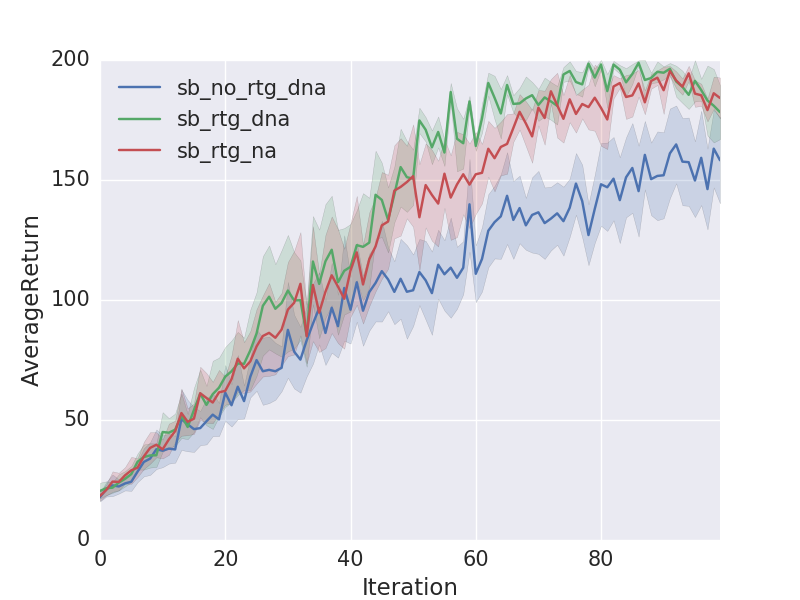 200
150
100
50
0
AverageReturn
sb_no_rtg_dna
sb_rtg_dna
sb_rtg_na
0 20 40 60 80
Iteration